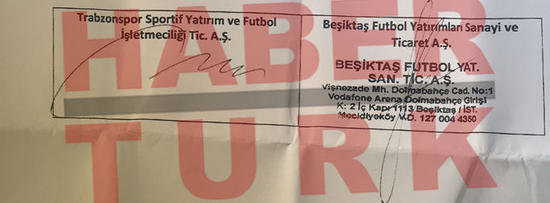 Trabzonspor Sportif Yatırım ve Futbol
İşletmeciliği Tic. A.Ş.
Beşiktaş Futbol Yatırımları Sanayi ve
Ticaret A.Ş.
BEŞİKTAŞ FUTBOL YAT.
SAN. TİC. A.Ş.
Vişnezade Mh. Dolmabahçe Cad. No:1
Vodafone Arena Dolmabahçe Girişi
K: 2 İç Kapı 1113 Beşiktaş / İST.
Mecidiyeköy V.D. 127 004 4350
HABER
TURK